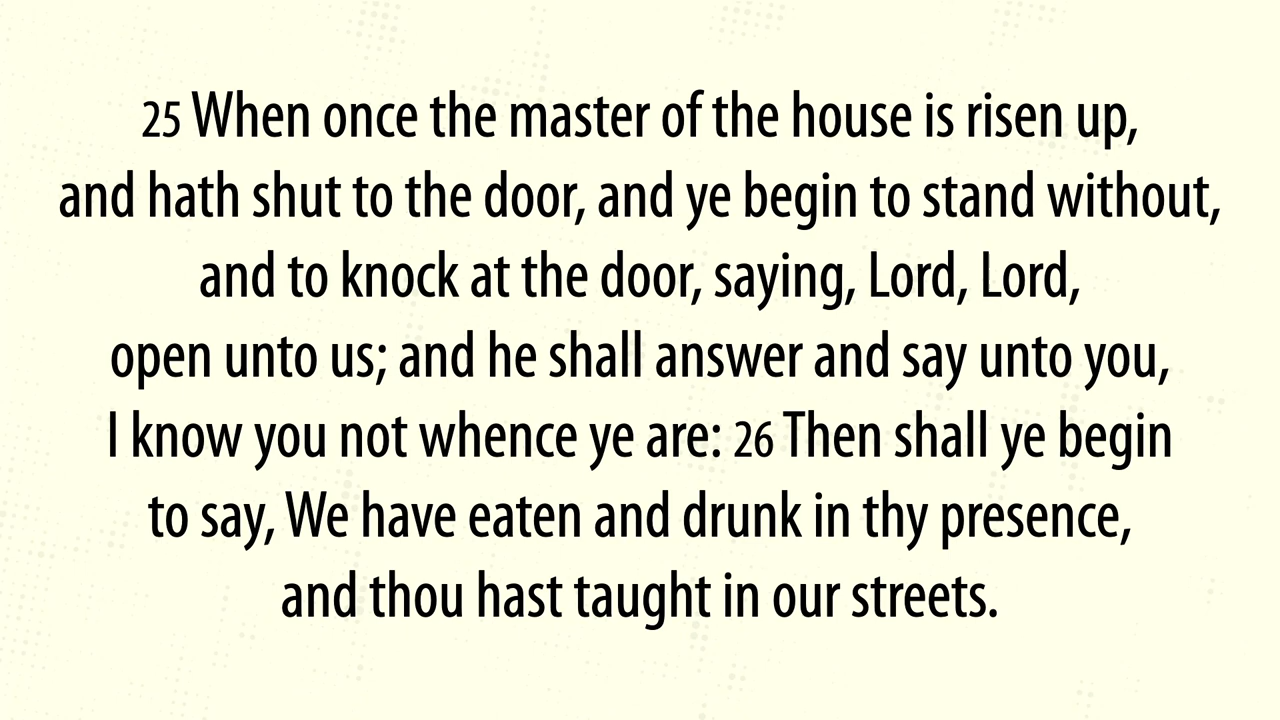 25 When once the master of the house is risen up,
and hath shut to the door, and ye begin to stand without,
and to knock at the door, saying, Lord, Lord,
open unto us; and he shall answer and say unto you,
I know you not whence ye are: 26 Then shall ye begin
to say, We have eaten and drunk in thy presence,
and thou hast taught in our streets.